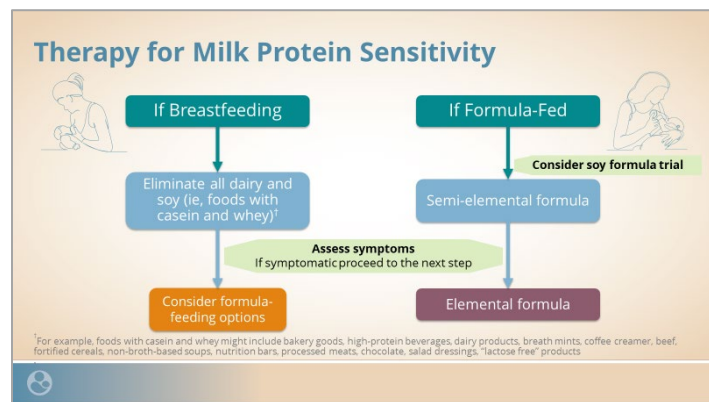 Therapy for Milk Protein Sensitivity
If Breastfeeding
Eliminate all dairy and
soy (ie, foods with
casein and whey)†
Consider formula-
feeding options
If Formula-Fed
Consider soy formula trial
Semi-elemental formula
Assess symptoms
If symptomatic proceed to the next step
Elemental formula
†For example, foods with casein and whey might include bakery goods, high-protein beverages, dairy products, breath mints, coffee creamer, beef,
fortified cereals, non-broth-based soups, nutrition bars, processed meats, chocolate, salad dressings, "lactose free" products